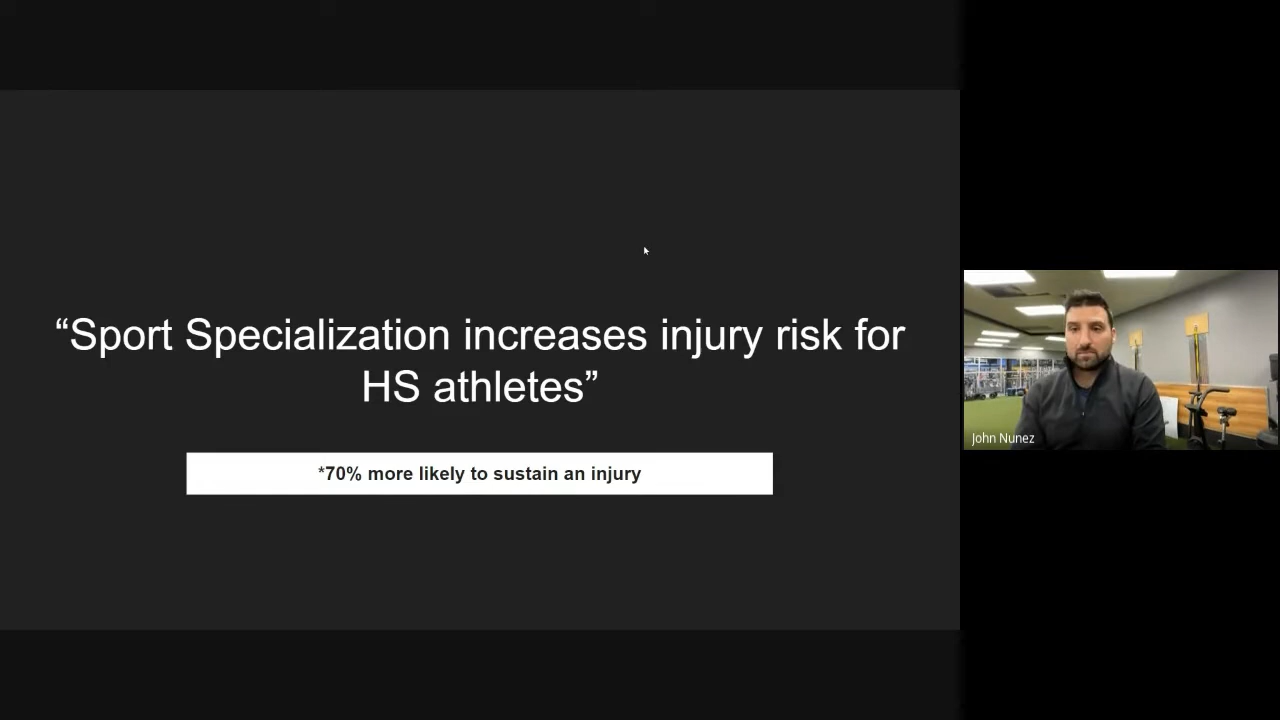 “Sport Specialization increases injury risk for
HS athletes”
*70% more likely to sustain an injury
John Nunez